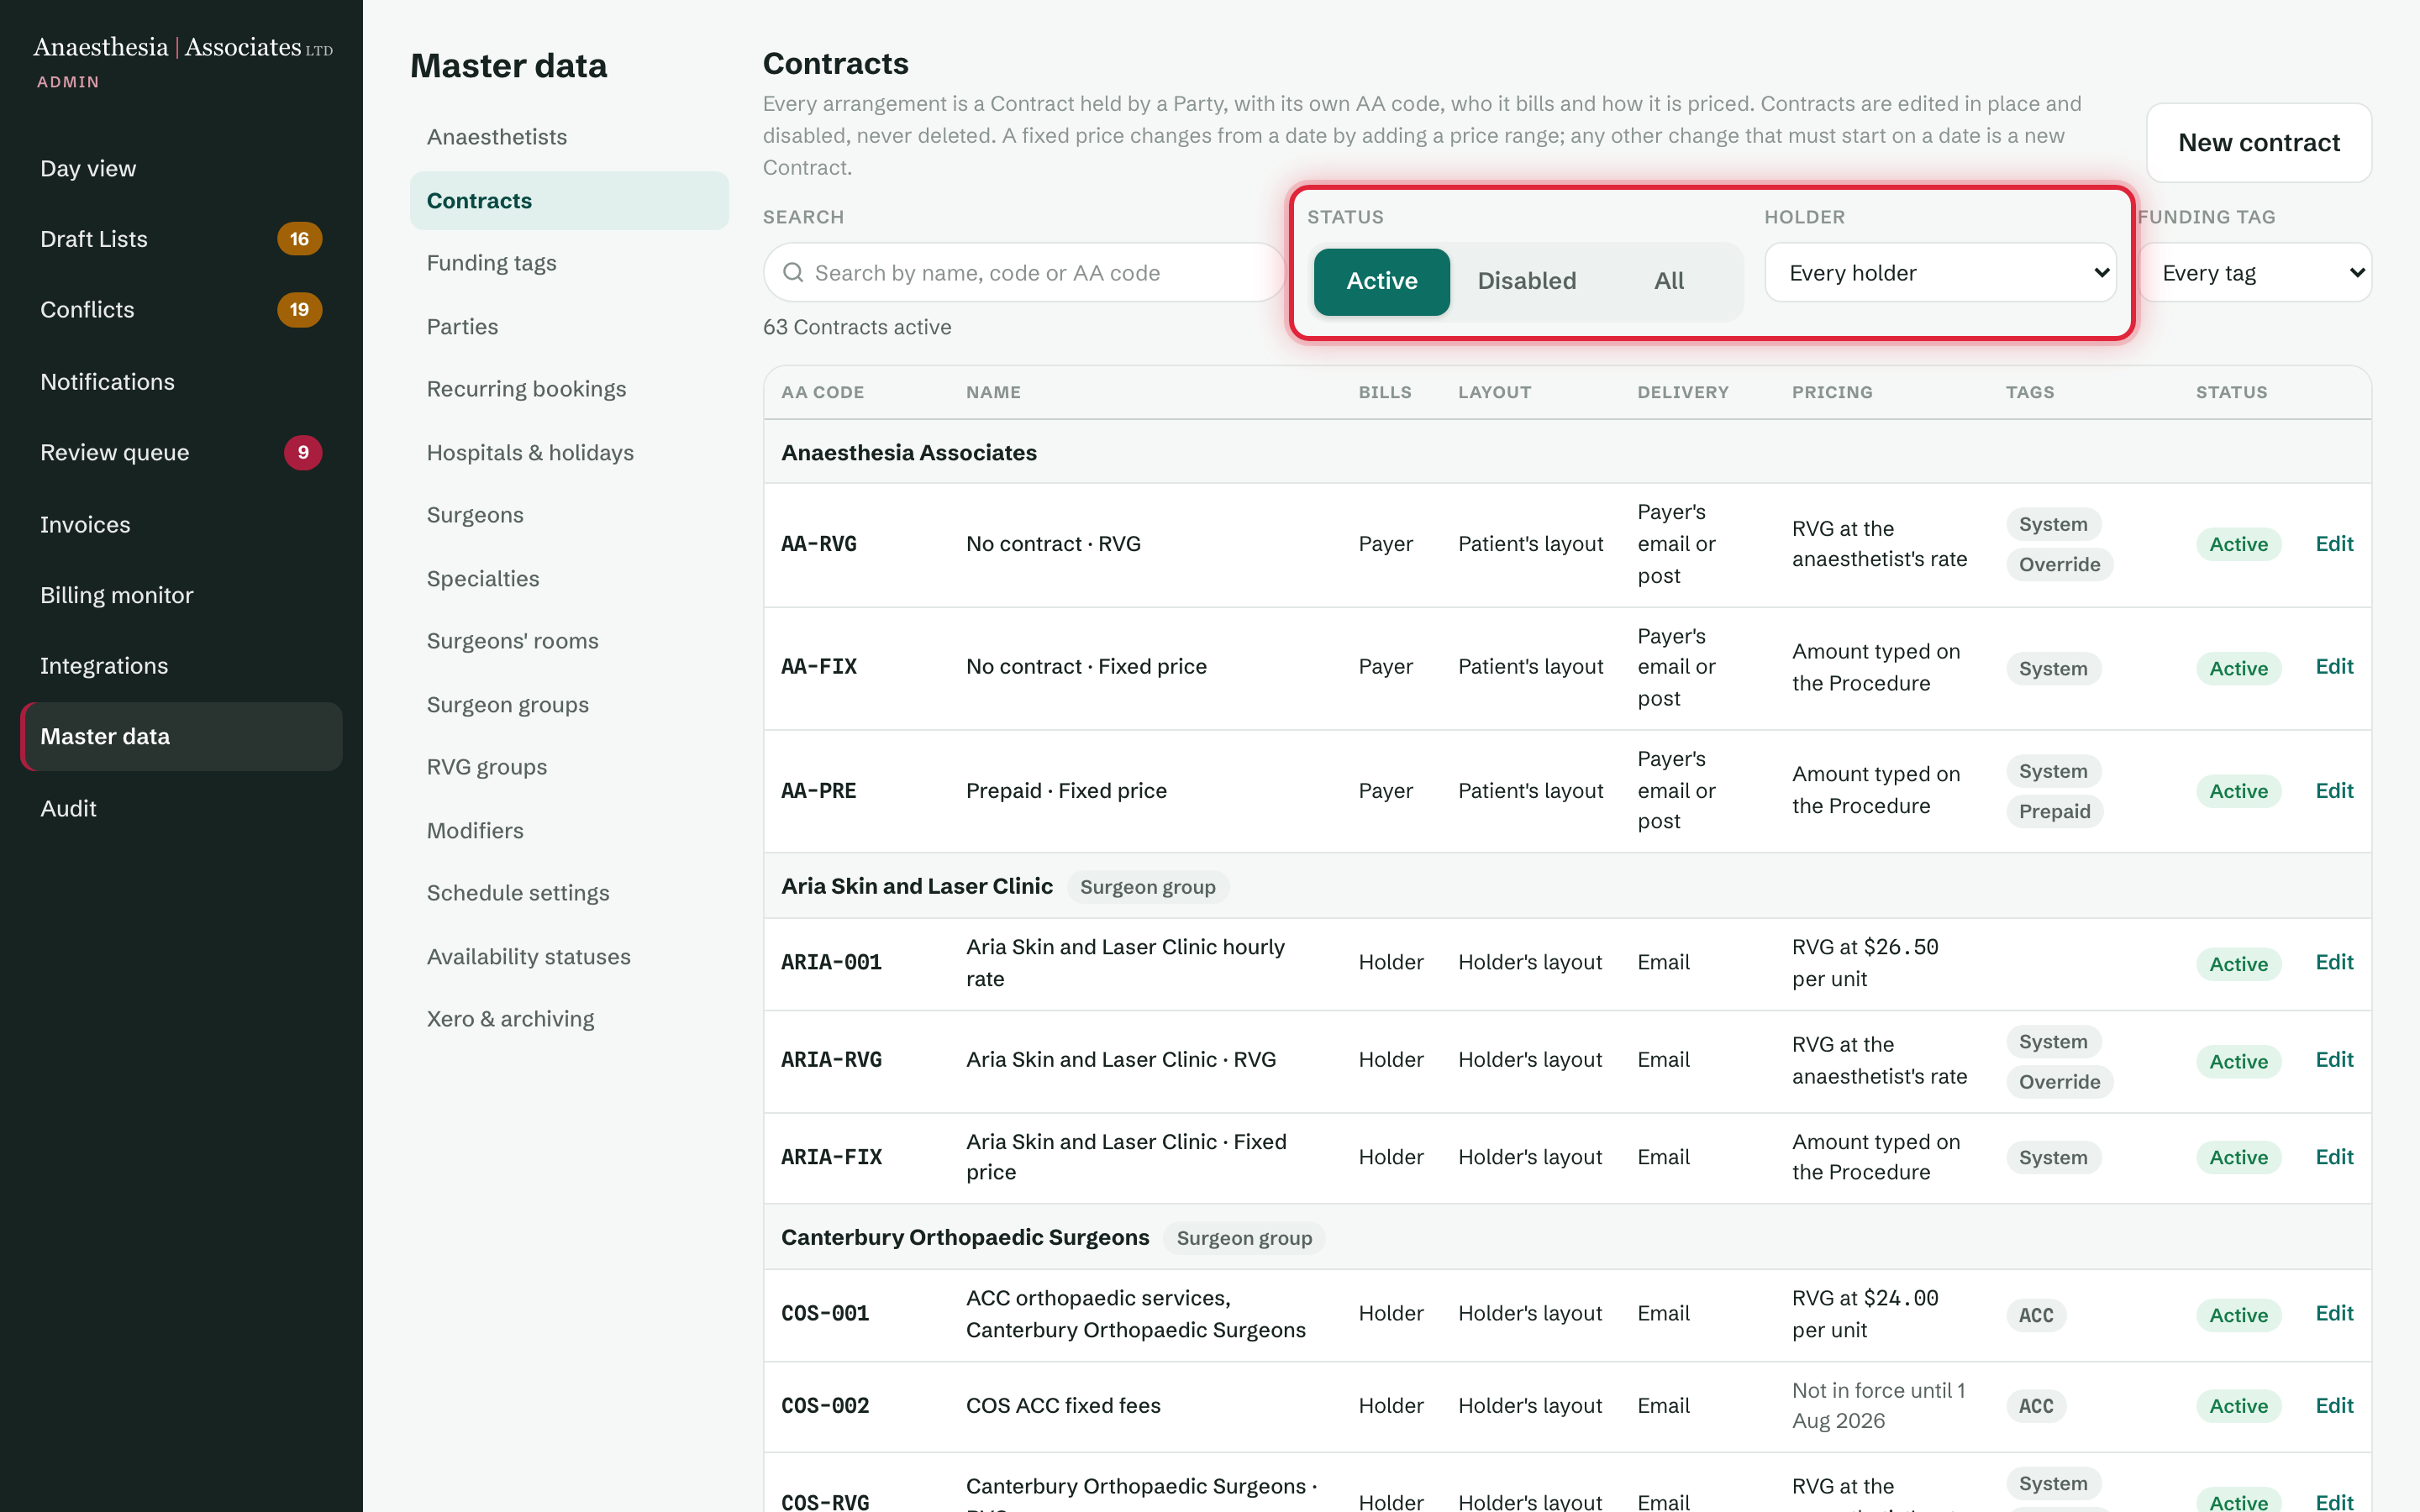 Anaesthesia | Associates LTD
ADMIN
Day view
Draft Lists 16
Conflicts 19
Notifications
Review queue 9
Invoices
Billing monitor
Integrations
Master data
Audit
Master data
Anaesthetists
Contracts
Funding tags
Parties
Recurring bookings
Hospitals & holidays
Surgeons
Specialties
Surgeons' rooms
Surgeon groups
RVG groups
Modifiers
Schedule settings
Availability statuses
Xero & archiving
Contracts
Every arrangement is a Contract held by a Party, with its own AA code, who it bills and how it is priced. Contracts are edited in place and
disabled, never deleted. A fixed price changes from a date by adding a price range; any other change that must start on a date is a new
Contract.
New contract
SEARCH STATUS HOLDER FUNDING TAG
Search by name, code or AA code Active Disabled All Every holder Every tag
63 Contracts active
AA CODE NAME BILLS LAYOUT DELIVERY PRICING TAGS STATUS
Anaesthesia Associates
AA-RVG No contract · RVG Payer Patient's layout Payer's email or post RVG at the anaesthetist's rate System Override Active Edit
AA-FIX No contract · Fixed price Payer Patient's layout Payer's email or post Amount typed on the Procedure System Active Edit
AA-PRE Prepaid · Fixed price Payer Patient's layout Payer's email or post Amount typed on the Procedure System Prepaid Active Edit
Aria Skin and Laser Clinic Surgeon group
ARIA-001 Aria Skin and Laser Clinic hourly rate Holder Holder's layout Email RVG at $26.50 per unit Active Edit
ARIA-RVG Aria Skin and Laser Clinic · RVG Holder Holder's layout Email RVG at the anaesthetist's rate System Override Active Edit
ARIA-FIX Aria Skin and Laser Clinic · Fixed price Holder Holder's layout Email Amount typed on the Procedure System Active Edit
Canterbury Orthopaedic Surgeons Surgeon group
COS-001 ACC orthopaedic services, Canterbury Orthopaedic Surgeons Holder Holder's layout Email RVG at $24.00 per unit ACC Active Edit
COS-002 COS ACC fixed fees Holder Holder's layout Email Not in force until 1 Aug 2026 ACC Active Edit
COS-RVG Canterbury Orthopaedic Surgeons · Holder Holder's layout Email RVG at the System Active Edit